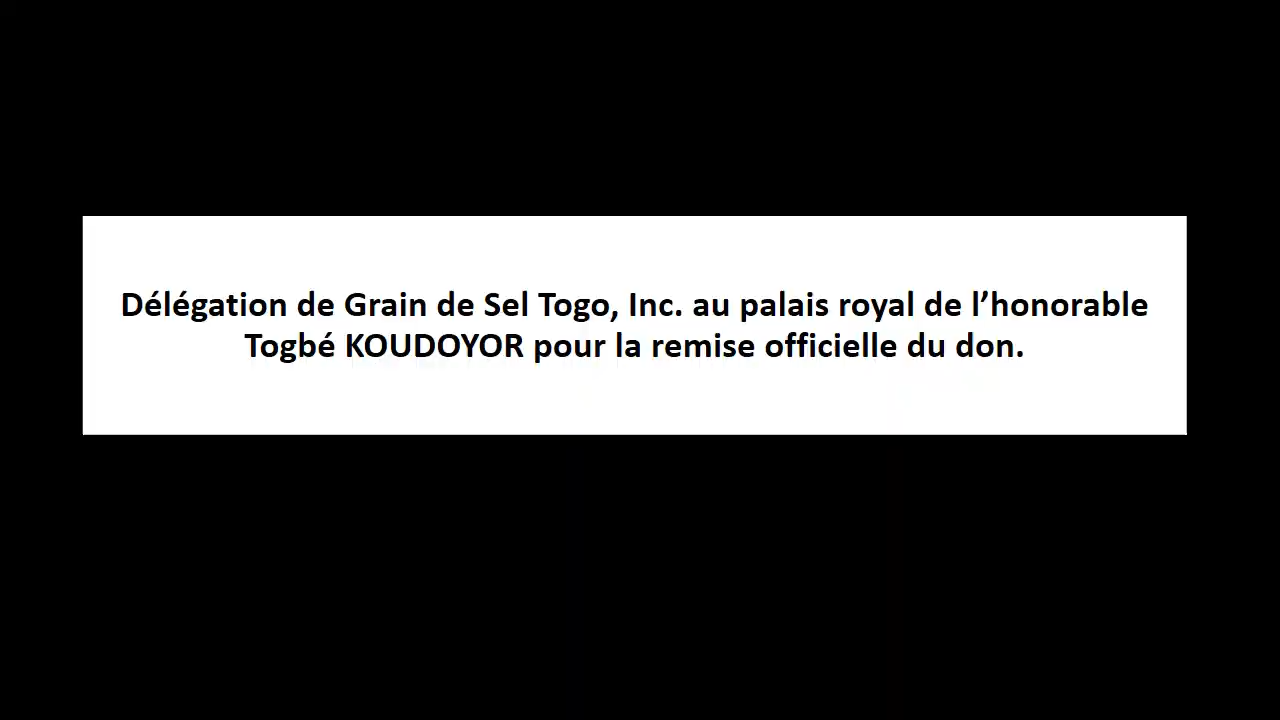 Délégation de Grain de Sel Togo, Inc. au palais royal de l’honorable
Togbé KOUDOYOR pour la remise officielle du don.